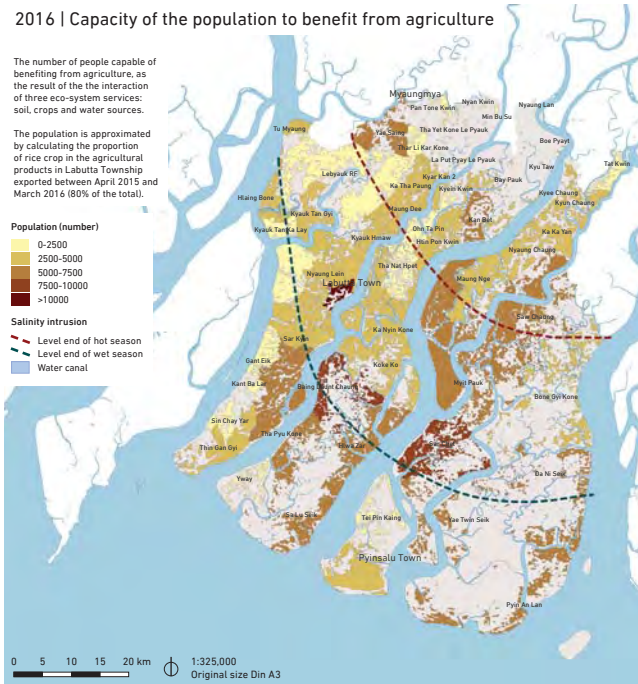 2016 | Capacity of the population to benefit from agriculture
The number of people capable of
benefiting from agriculture, as
the result of the the interaction
of three eco-system services:
soil, crops and water sources.
The population is approximated
by calculating the proportion
of rice crop in the agricultural
products in Labutta Township
exported between April 2015 and
March 2016 (80% of the total).
Population (number)
0-2500
2500-5000
5000-7500
7500-10000
>10000
Salinity intrusion
Level end of hot season
Level end of wet season
Water canal
Myaungmya
Pan Tone Kwin
Nyan Kwin
Nyaung Lan
Min Bu Su
Tu Myaung
Yae Saing
Tha Yet Kone Le Pyauk
Boe Pyayt
Thar Li Kar Kone
La Put Pyay Le Pyauk
Kyu Taw
Tat Kwin
Lebyauk RF
Kyar Kan 2
Bay Pauk
Ka Tha Paung
Kyein Kwin
Kyee Chaung
Hlaing Bone
Kyun Chaung
Maung Dee
Kyauk Tan Gyi
Kan Bet
Kyauk Tan Ka Lay
Ohn Ta Pin
Ka Ka Yan
Kyauk Hmaw
Htin Pon Kwin
Nyaung Chaung
Tha Nat Hpet
Nyaung Lein
Maung Nge
Labutta Town
Saw Chaung
Ka Nyin Kone
Sar Kyin
Gant Eik
Koke Ko
Kant Ba Lar
Myit Pauk
Bone Gyi Kone
Sin Chay Yar
Tha Pyu Kone
Thin Gan Gyi
Yway
Da Ni Seik
Tei Pin Kaing
Yae Twin Seik
Pyinsalu Town
Pyin An Lan
0 5 10 15 20 km
1:325,000
Original size Din A3